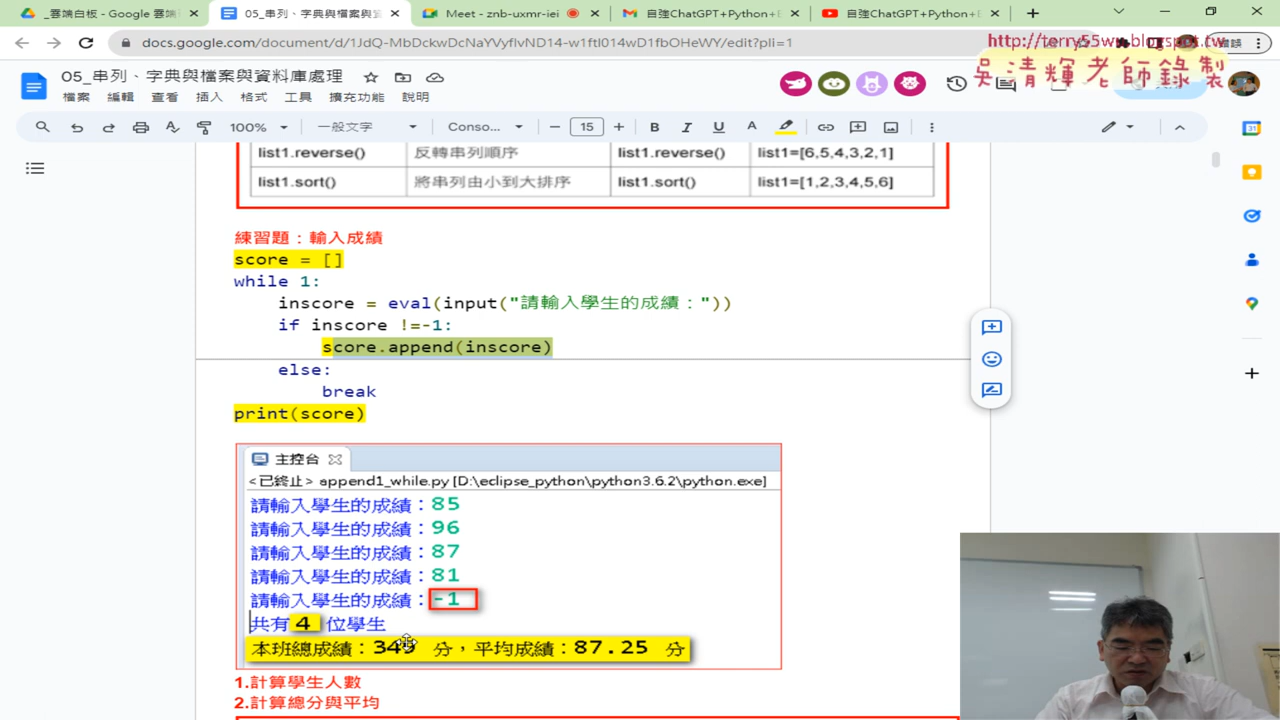 _雲端白板 - Google 雲端
05_串列、字典與檔案與資
Meet - znb-uxmr-iei
自強ChatGPT+Python+E
自強ChatGPT+Python+E
docs.google.com/document/d/1JdQ-MbDckwDcNaYVyflvND14-w1ftI014wD1fbOHeWY/edit?pli=1
http://terry55wu.blogspot.tw
吳清輝老師錄製
05_串列、字典與檔案與資料庫處理
檔案 編輯 查看 插入 格式 工具 擴充功能 說明
100% 一般文字 Conso... 15 B I U A
list1.reverse() 反轉串列順序 list1.reverse() list1=[6,5,4,3,2,1]
list1.sort() 將串列由小到大排序 list1.sort() list1=[1,2,3,4,5,6]
練習題：輸入成績
score = []
while 1:
inscore = eval(input("請輸入學生的成績："))
if inscore !=-1:
score.append(inscore)
else:
break
print(score)
主控台
<已終止> append1_while.py [D:\eclipse_python\python3.6.2\python.exe]
請輸入學生的成績：85
請輸入學生的成績：96
請輸入學生的成績：87
請輸入學生的成績：81
請輸入學生的成績：-1
共有 4 位學生
本班總成績：349 分，平均成績：87.25 分
1.計算學生人數
2.計算總分與平均